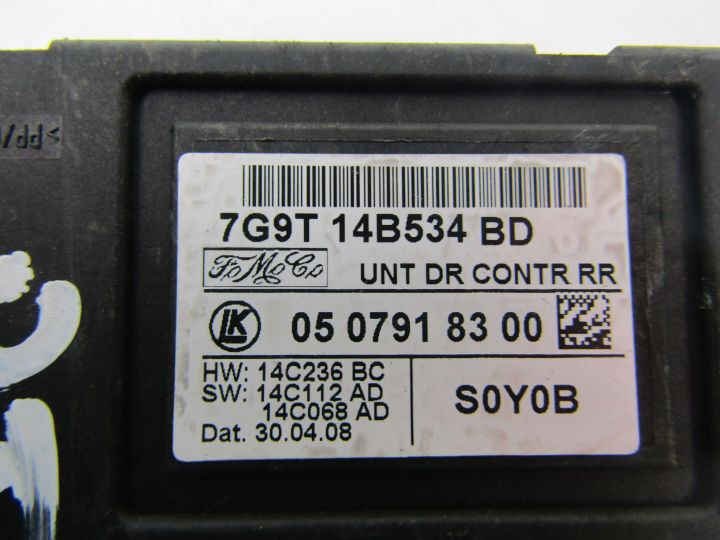 7G9T 14B534 BD
FoMoCo
UNT DR CONTR RR
LK
05 0791 83 00
HW: 14C236 BC
SW: 14C112 AD
14C068 AD
Dat. 30.04.08
S0Y0B